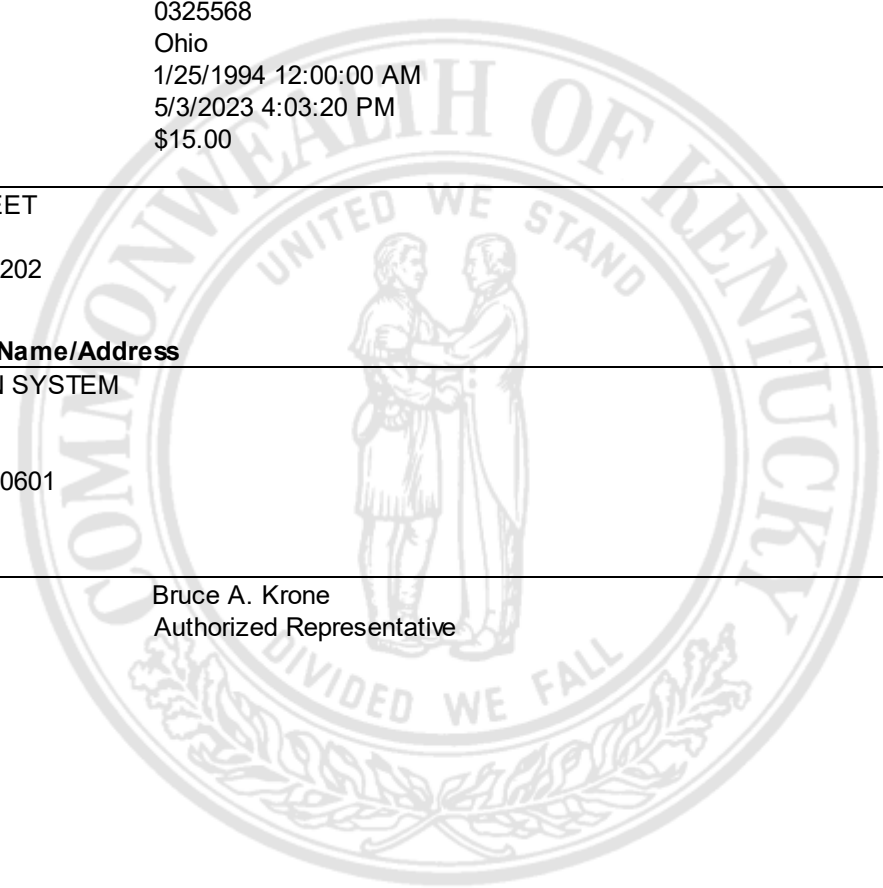 0325568
Ohio
1/25/1994 12:00:00 AM
5/3/2023 4:03:20 PM
$15.00
EET
202
Name/Address
N SYSTEM
0601
Bruce A. Krone
Authorized Representative
COMMONWEALTH OF KENTUCKY
UNITED WE STAND
DIVIDED WE FALL